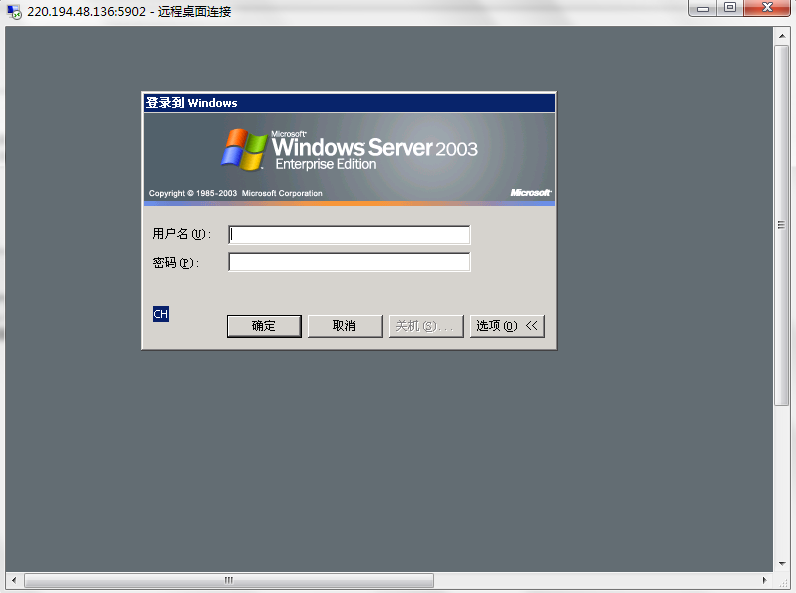 220.194.48.136:5902 - 远程桌面连接
登录到 Windows
Microsoft®
Windows Server 2003
Enterprise Edition
Copyright © 1985-2003 Microsoft Corporation
Microsoft®
用户名(U):
密码(P):
CH
确定 取消 关机(S)... 选项(O) <<